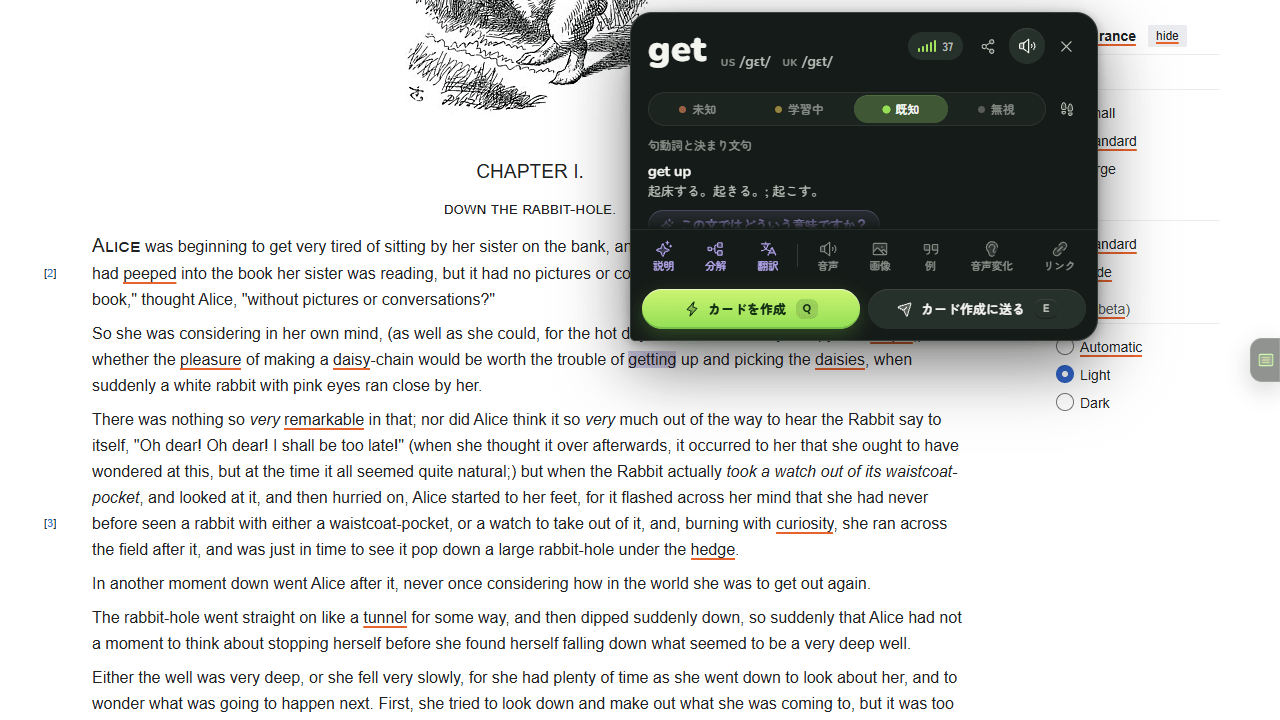 CHAPTER I.
DOWN THE RABBIT-HOLE.
ALICE was beginning to get very tired of sitting by her sister on the bank, an
[2]
had peeped into the book her sister was reading, but it had no pictures or co
book," thought Alice, "without pictures or conversations?"
So she was considering in her own mind, (as well as she could, for the hot d
whether the pleasure of making a daisy-chain would be worth the trouble of getting up and picking the daisies, when
suddenly a white rabbit with pink eyes ran close by her.
There was nothing so very remarkable in that; nor did Alice think it so very much out of the way to hear the Rabbit say to
itself, "Oh dear! Oh dear! I shall be too late!" (when she thought it over afterwards, it occurred to her that she ought to have
wondered at this, but at the time it all seemed quite natural;) but when the Rabbit actually took a watch out of its waistcoat-
pocket, and looked at it, and then hurried on, Alice started to her feet, for it flashed across her mind that she had never
[3]
before seen a rabbit with either a waistcoat-pocket, or a watch to take out of it, and, burning with curiosity, she ran across
the field after it, and was just in time to see it pop down a large rabbit-hole under the hedge.
In another moment down went Alice after it, never once considering how in the world she was to get out again.
The rabbit-hole went straight on like a tunnel for some way, and then dipped suddenly down, so suddenly that Alice had not
a moment to think about stopping herself before she found herself falling down what seemed to be a very deep well.
Either the well was very deep, or she fell very slowly, for she had plenty of time as she went down to look about her, and to
wonder what was going to happen next. First, she tried to look down and make out what she was coming to, but it was too
get US /gɛt/ UK /gɛt/ 37
未知 学習中 既知 無視
句動詞と決まり文句
get up
起床する。起きる。; 起こす。
この文ではどういう意味ですか?
説明 分解 翻訳 音声 画像 例 音声変化 リンク
カードを作成 Q
カード作成に送る E
rance hide
nall
andard
rge
andard
de
beta)
Automatic
Light
Dark